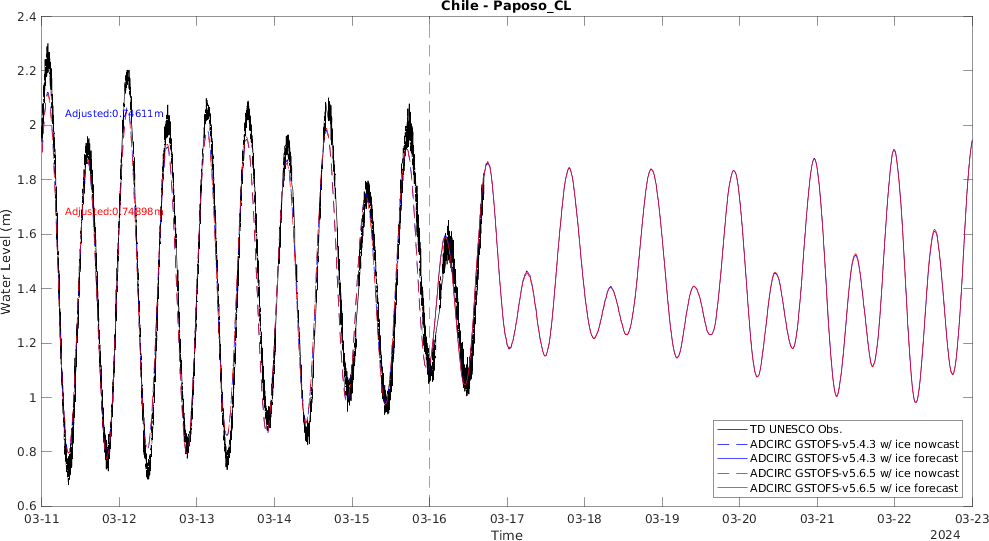 Chile - Paposo_CL
2.4
2.2
2
1.8
1.6
1.4
1.2
1
0.8
0.6
Water Level (m)
Adjusted:0.74611m
Adjusted:0.74898m
TD UNESCO Obs.
ADCIRC GSTOFS-v5.4.3 w/ ice nowcast
ADCIRC GSTOFS-v5.4.3 w/ ice forecast
ADCIRC GSTOFS-v5.6.5 w/ ice nowcast
ADCIRC GSTOFS-v5.6.5 w/ ice forecast
03-11 03-12 03-13 03-14 03-15 03-16 03-17 03-18 03-19 03-20 03-21 03-22 03-23
Time
2024